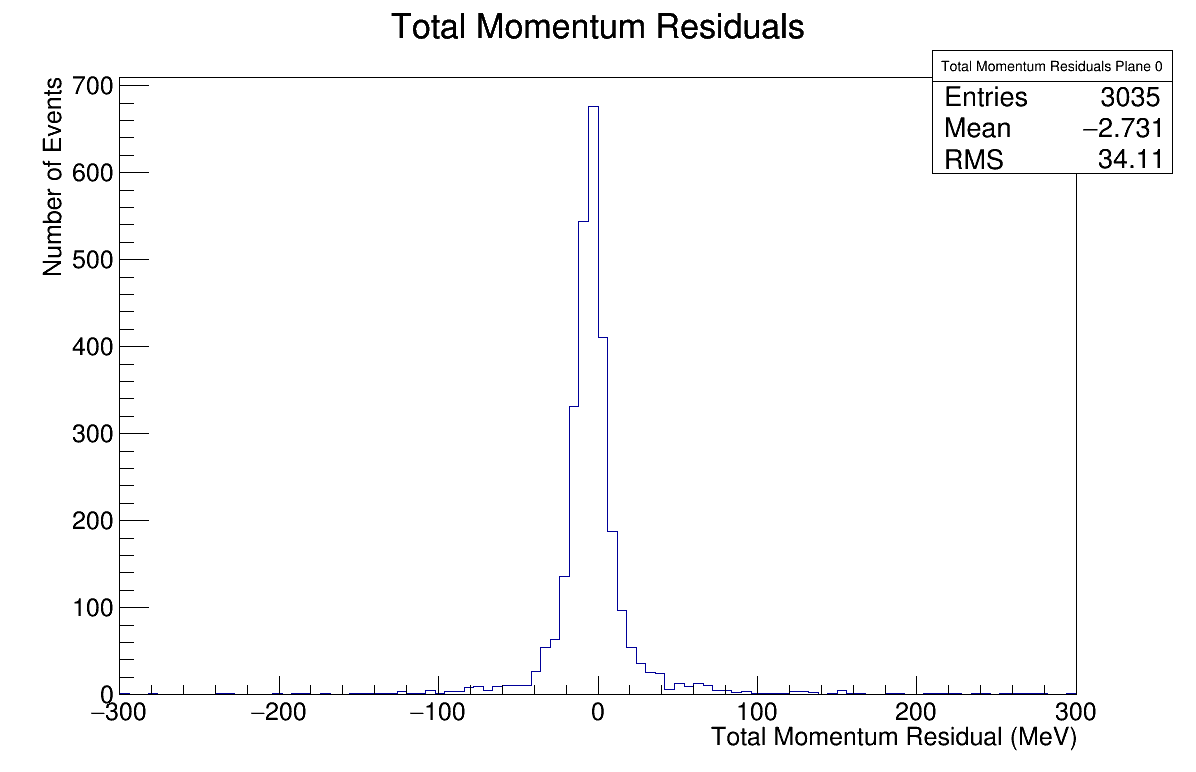 Total Momentum Residuals
Total Momentum Residuals Plane 0
Entries 3035
Mean −2.731
RMS 34.11
Number of Events
700
600
500
400
300
200
100
0
−300 −200 −100 0 100 200 300
Total Momentum Residual (MeV)